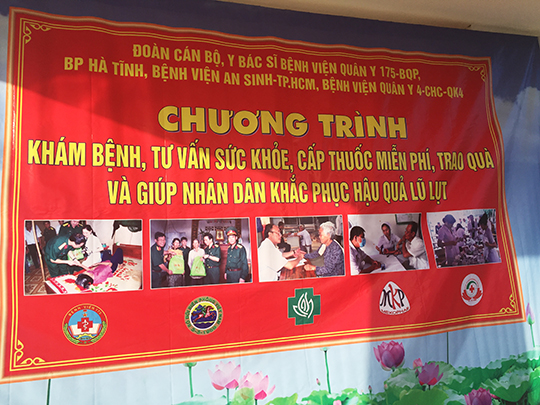 ĐOÀN CÁN BỘ, Y BÁC SĨ BỆNH VIỆN QUÂN Y 175-BQP,
BP HÀ TĨNH, BỆNH VIỆN AN SINH-TP.HCM, BỆNH VIỆN QUÂN Y 4-CHC-QK4
CHƯƠNG TRÌNH
KHÁM BỆNH, TƯ VẤN SỨC KHỎE, CẤP THUỐC MIỄN PHÍ, TRAO QUÀ
VÀ GIÚP NHÂN DÂN KHẮC PHỤC HẬU QUẢ LŨ LỤT